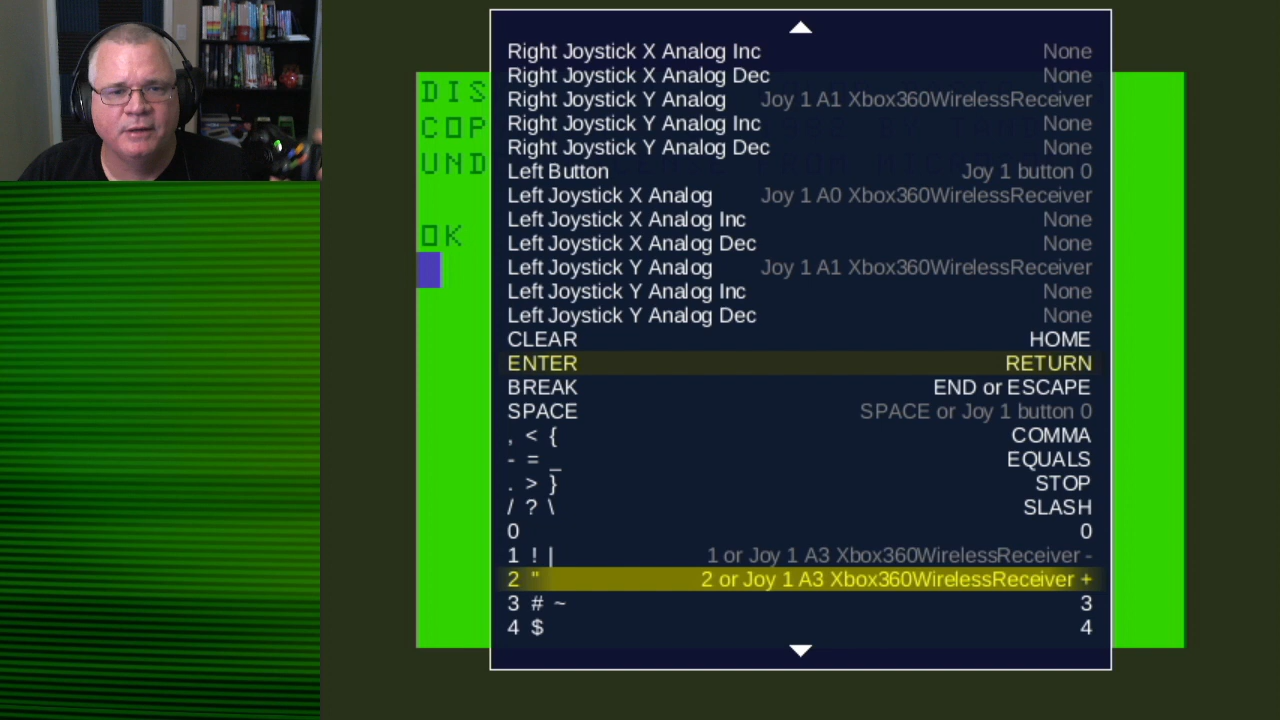 Right Joystick X Analog Inc None
Right Joystick X Analog Dec None
Right Joystick Y Analog Joy 1 A1 Xbox360WirelessReceiver
Right Joystick Y Analog Inc None
Right Joystick Y Analog Dec None
Left Button Joy 1 button 0
Left Joystick X Analog Joy 1 A0 Xbox360WirelessReceiver
Left Joystick X Analog Inc None
Left Joystick X Analog Dec None
Left Joystick Y Analog Joy 1 A1 Xbox360WirelessReceiver
Left Joystick Y Analog Inc None
Left Joystick Y Analog Dec None
CLEAR HOME
ENTER RETURN
BREAK END or ESCAPE
SPACE SPACE or Joy 1 button 0
, < { COMMA
- = _ EQUALS
. > } STOP
/ ? \ SLASH
0 0
1 ! | 1 or Joy 1 A3 Xbox360WirelessReceiver -
2 " 2 or Joy 1 A3 Xbox360WirelessReceiver +
3 # ~ 3
4 $ 4
DIS
COP
UND
OK